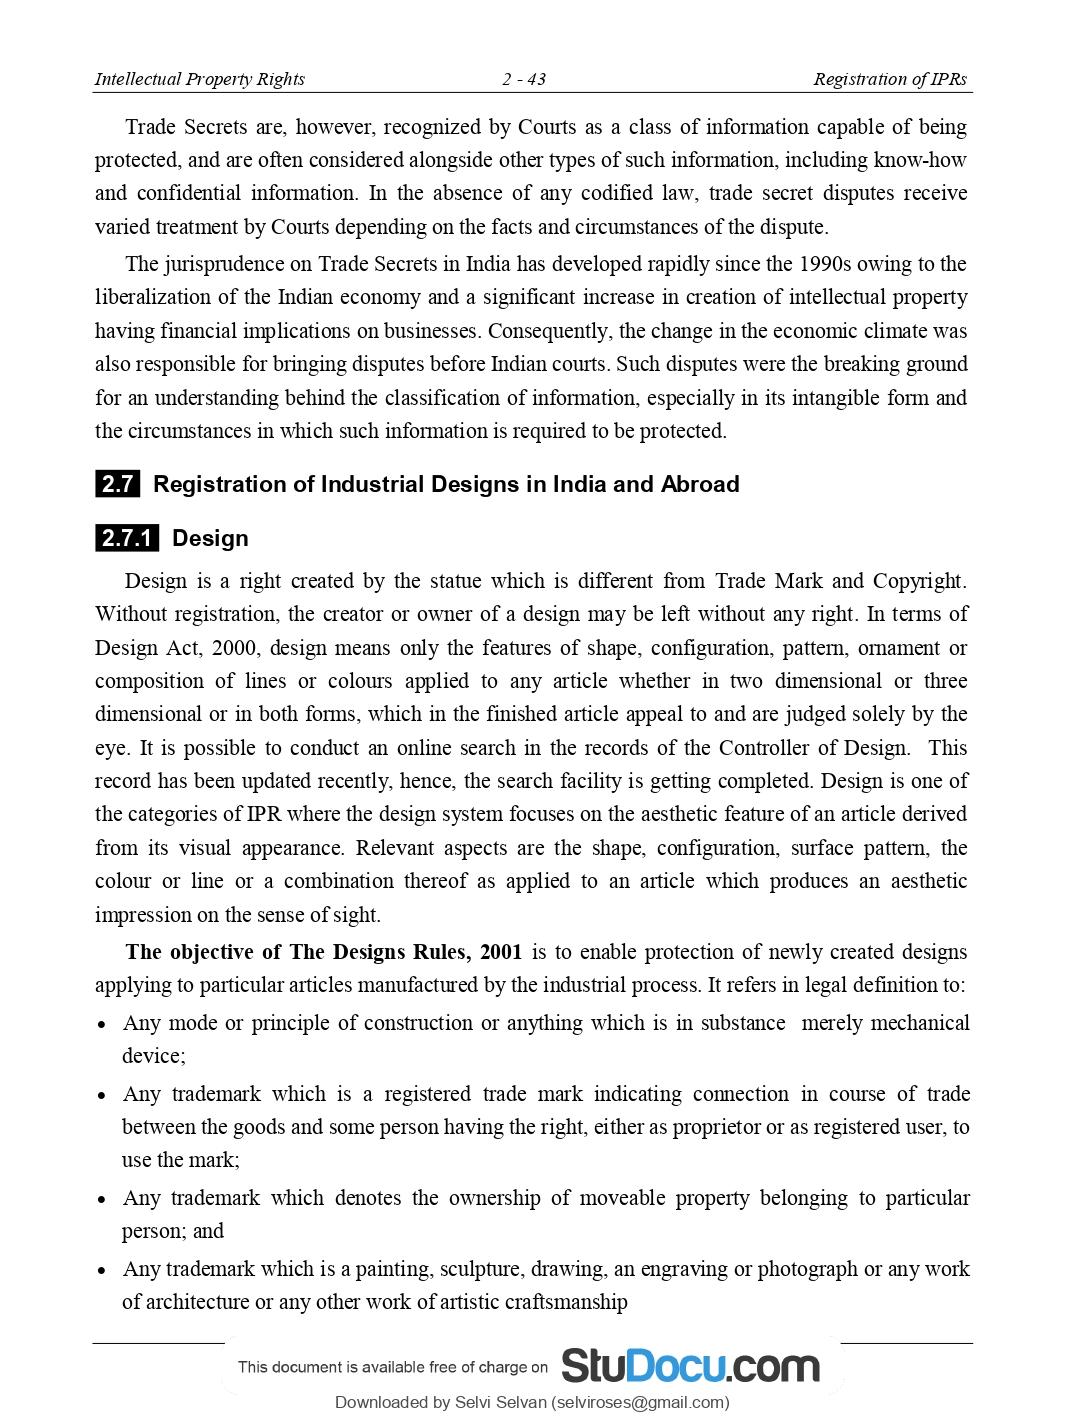 Intellectual Property Rights 2 - 43 Registration of IPRs
Trade Secrets are, however, recognized by Courts as a class of information capable of being
protected, and are often considered alongside other types of such information, including know-how
and confidential information. In the absence of any codified law, trade secret disputes receive
varied treatment by Courts depending on the facts and circumstances of the dispute.
The jurisprudence on Trade Secrets in India has developed rapidly since the 1990s owing to the
liberalization of the Indian economy and a significant increase in creation of intellectual property
having financial implications on businesses. Consequently, the change in the economic climate was
also responsible for bringing disputes before Indian courts. Such disputes were the breaking ground
for an understanding behind the classification of information, especially in its intangible form and
the circumstances in which such information is required to be protected.
2.7 Registration of Industrial Designs in India and Abroad
2.7.1 Design
Design is a right created by the statue which is different from Trade Mark and Copyright.
Without registration, the creator or owner of a design may be left without any right. In terms of
Design Act, 2000, design means only the features of shape, configuration, pattern, ornament or
composition of lines or colours applied to any article whether in two dimensional or three
dimensional or in both forms, which in the finished article appeal to and are judged solely by the
eye. It is possible to conduct an online search in the records of the Controller of Design. This
record has been updated recently, hence, the search facility is getting completed. Design is one of
the categories of IPR where the design system focuses on the aesthetic feature of an article derived
from its visual appearance. Relevant aspects are the shape, configuration, surface pattern, the
colour or line or a combination thereof as applied to an article which produces an aesthetic
impression on the sense of sight.
The objective of The Designs Rules, 2001 is to enable protection of newly created designs
applying to particular articles manufactured by the industrial process. It refers in legal definition to:
• Any mode or principle of construction or anything which is in substance merely mechanical
device;
• Any trademark which is a registered trade mark indicating connection in course of trade
between the goods and some person having the right, either as proprietor or as registered user, to
use the mark;
• Any trademark which denotes the ownership of moveable property belonging to particular
person; and
• Any trademark which is a painting, sculpture, drawing, an engraving or photograph or any work
of architecture or any other work of artistic craftsmanship
This document is available free of charge on StuDocu.com
Downloaded by Selvi Selvan (selviroses@gmail.com)